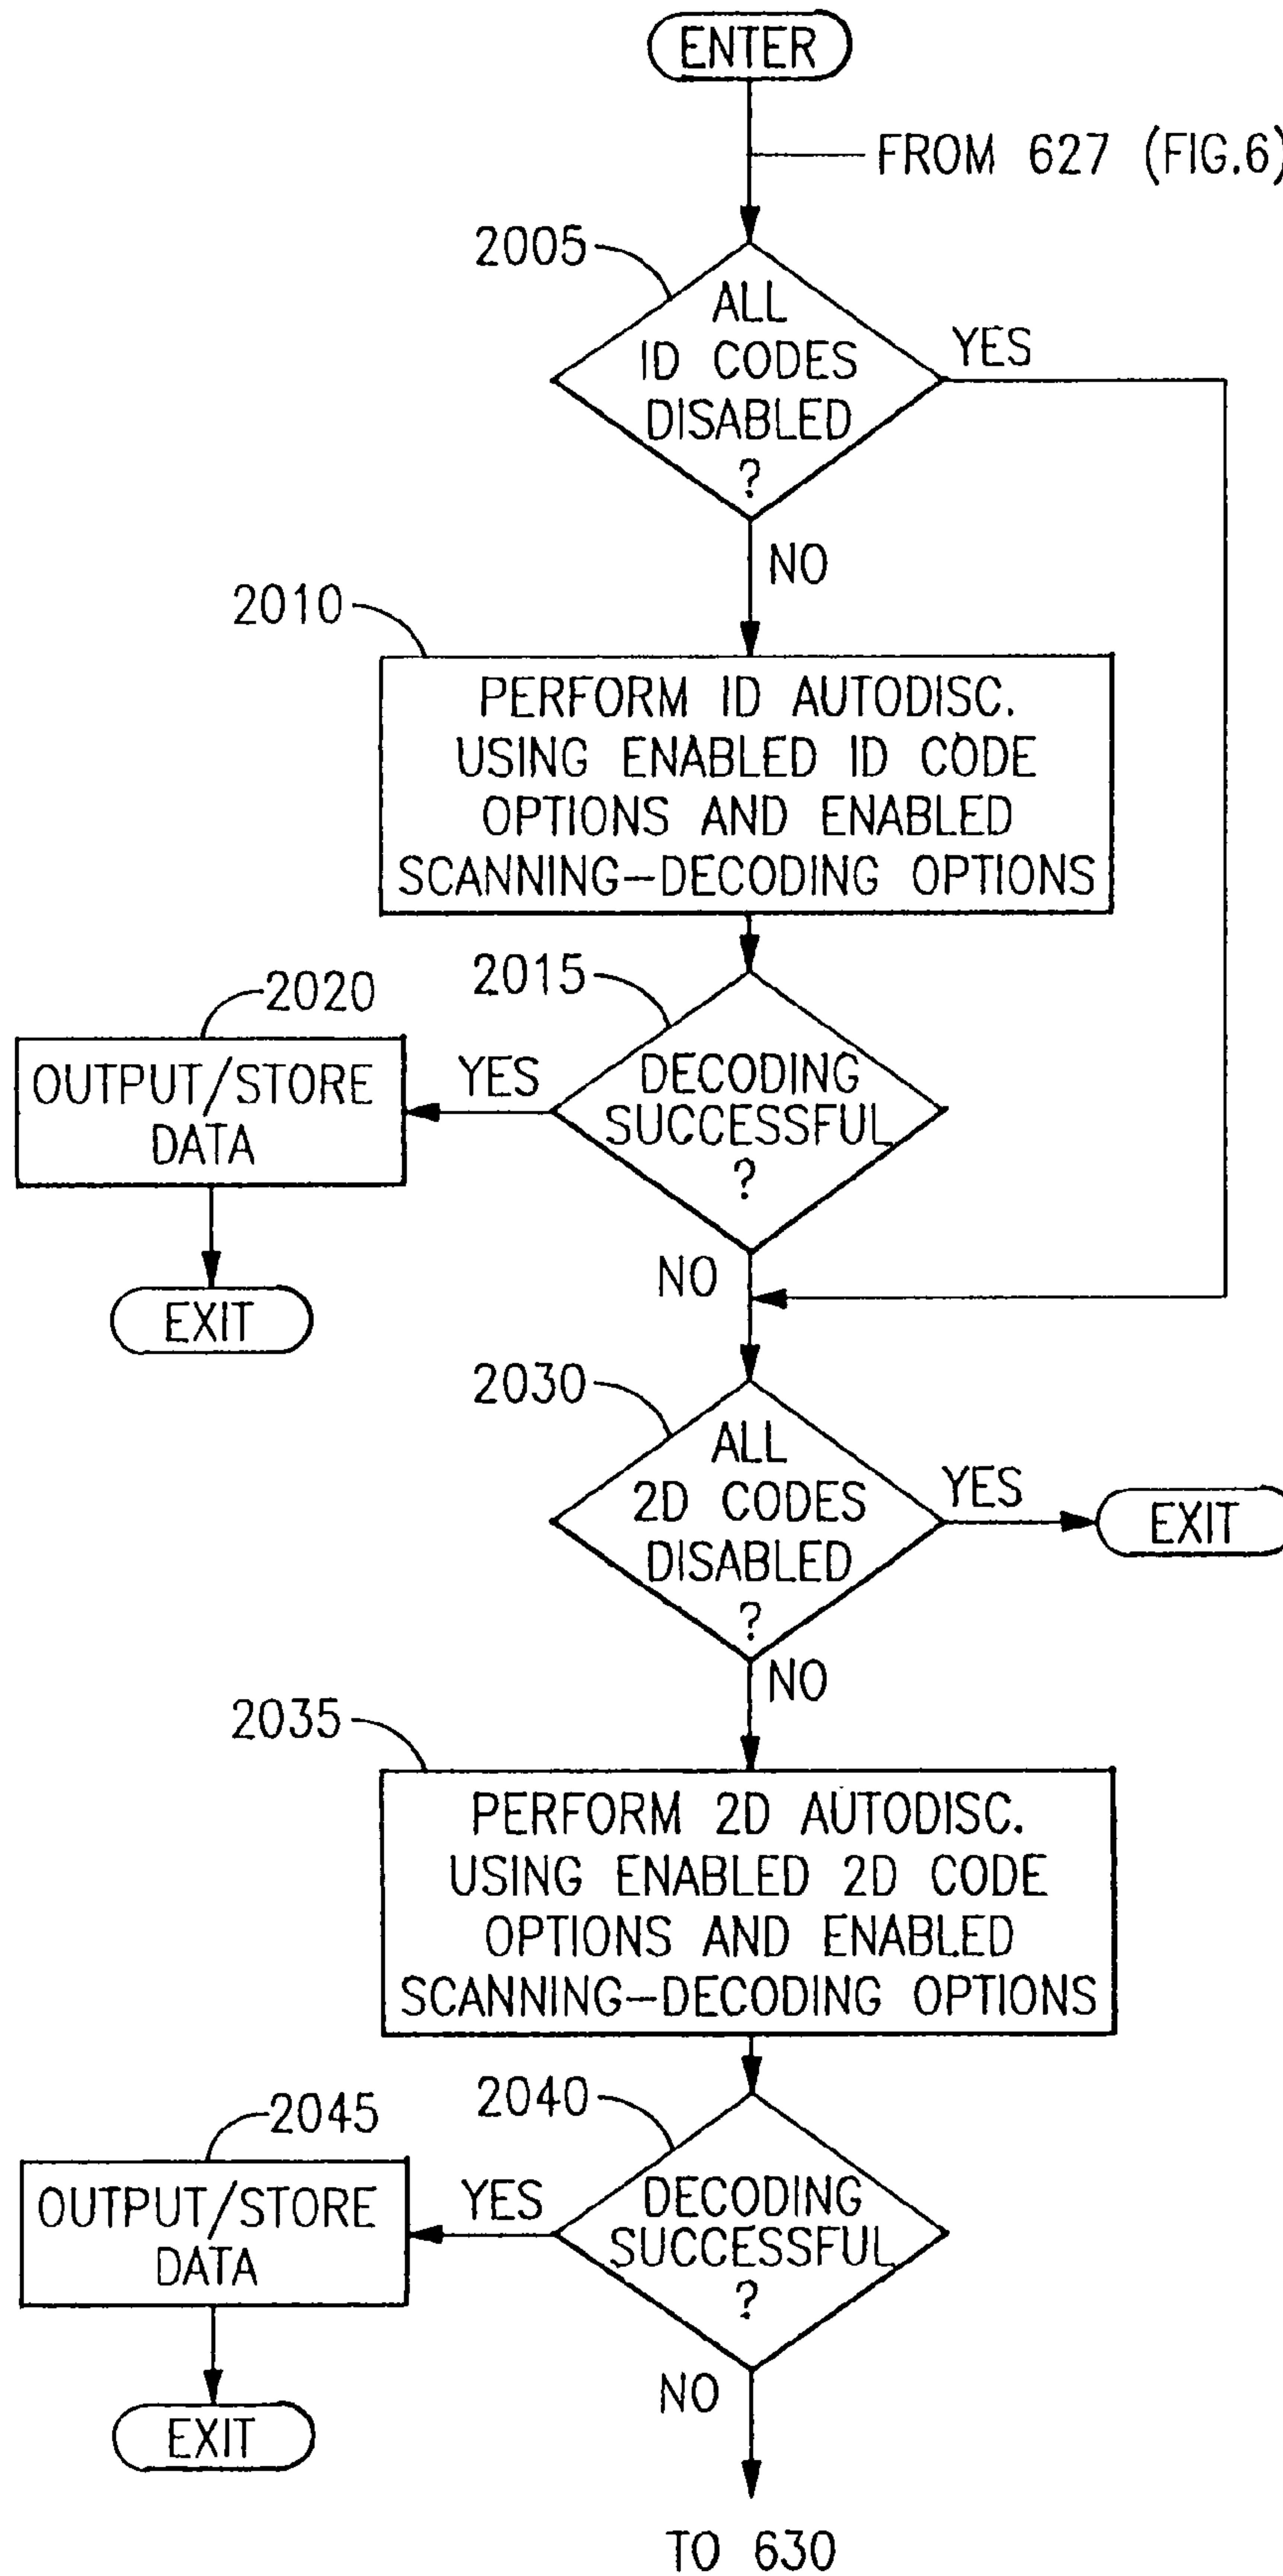 ENTER
FROM 627 (FIG.6)
2005
ALL
ID CODES
DISABLED
?
YES
NO
2010
PERFORM ID AUTODISC.
USING ENABLED ID CODE
OPTIONS AND ENABLED
SCANNING-DECODING OPTIONS
2015
DECODING
SUCCESSFUL
?
YES
2020
OUTPUT/STORE
DATA
EXIT
NO
2030
ALL
2D CODES
DISABLED
?
YES
EXIT
NO
2035
PERFORM 2D AUTODISC.
USING ENABLED 2D CODE
OPTIONS AND ENABLED
SCANNING-DECODING OPTIONS
2040
DECODING
SUCCESSFUL
?
YES
2045
OUTPUT/STORE
DATA
EXIT
NO
TO 630